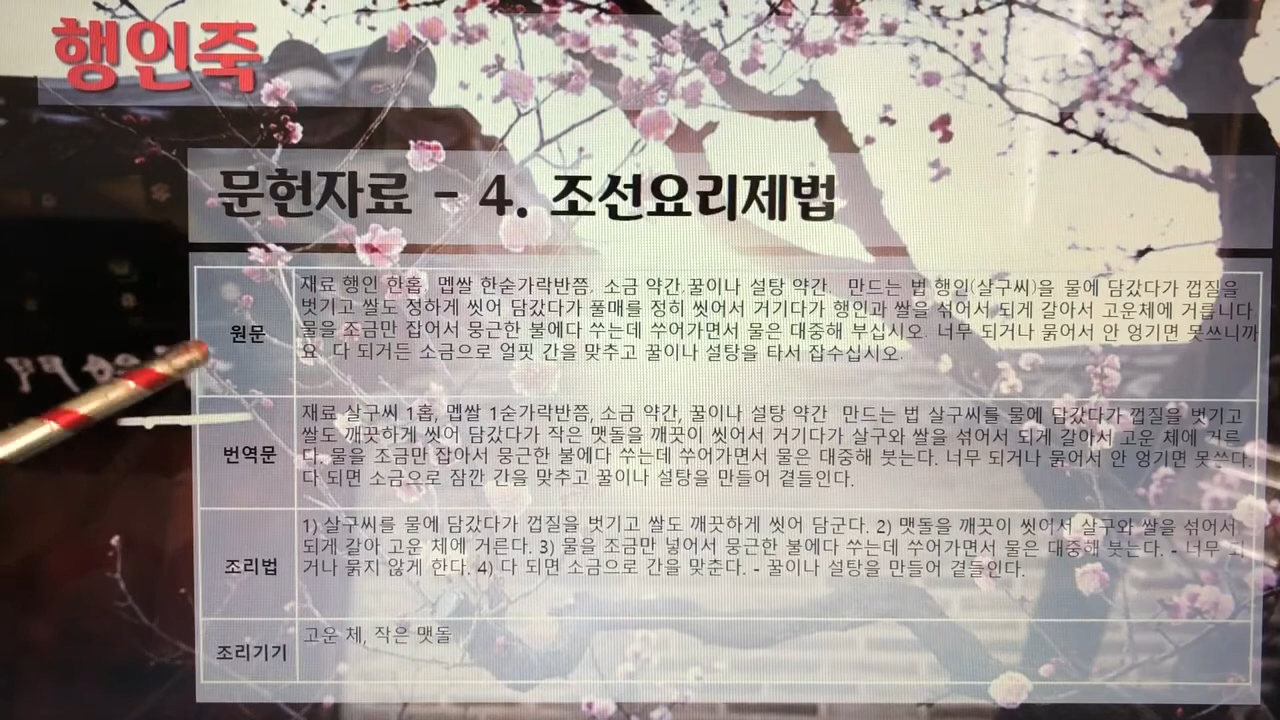 행인죽
문헌자료 - 4. 조선요리제법
원문
재료 행인 한홉, 멥쌀 한숟가락반쯤, 소금 약간, 꿀이나 설탕 약간. 만드는 법 행인(살구씨)을 물에 담갔다가 껍질을
벗기고 쌀도 정하게 씻어 담갔다가 풀매를 정히 씻어서 거기다가 행인과 쌀을 섞어서 되게 갈아서 고운체에 거릅니다.
물을 조금만 잡아서 뭉근한 불에다 쑤는데 쑤어가면서 물은 대중해 부십시오. 너무 되거나 묽어서 안 엉기면 못쓰니까
요. 다 되거든 소금으로 얼핏 간을 맞추고 꿀이나 설탕을 타서 잡수십시오.
번역문
재료 살구씨 1홉, 멥쌀 1숟가락반쯤, 소금 약간, 꿀이나 설탕 약간 만드는 법 살구씨를 물에 담갔다가 껍질을 벗기고
쌀도 깨끗하게 씻어 담갔다가 작은 맷돌을 깨끗이 씻어서 거기다가 살구와 쌀을 섞어서 되게 갈아서 고운 체에 거른
다. 물을 조금만 잡아서 뭉근한 불에다 쑤는데 쑤어가면서 물은 대중해 붓는다. 너무 되거나 묽어서 안 엉기면 못쓴다.
다 되면 소금으로 잠깐 간을 맞추고 꿀이나 설탕을 만들어 곁들인다.
조리법
1) 살구씨를 물에 담갔다가 껍질을 벗기고 쌀도 깨끗하게 씻어 담군다. 2) 맷돌을 깨끗이 씻어서 살구와 쌀을 섞어서
되게 갈아 고운 체에 거른다. 3) 물을 조금만 넣어서 뭉근한 불에다 쑤는데 쑤어가면서 물은 대중해 붓는다. - 너무 되
거나 묽지 않게 한다. 4) 다 되면 소금으로 간을 맞춘다. - 꿀이나 설탕을 만들어 곁들인다.
조리기기
고운 체, 작은 맷돌